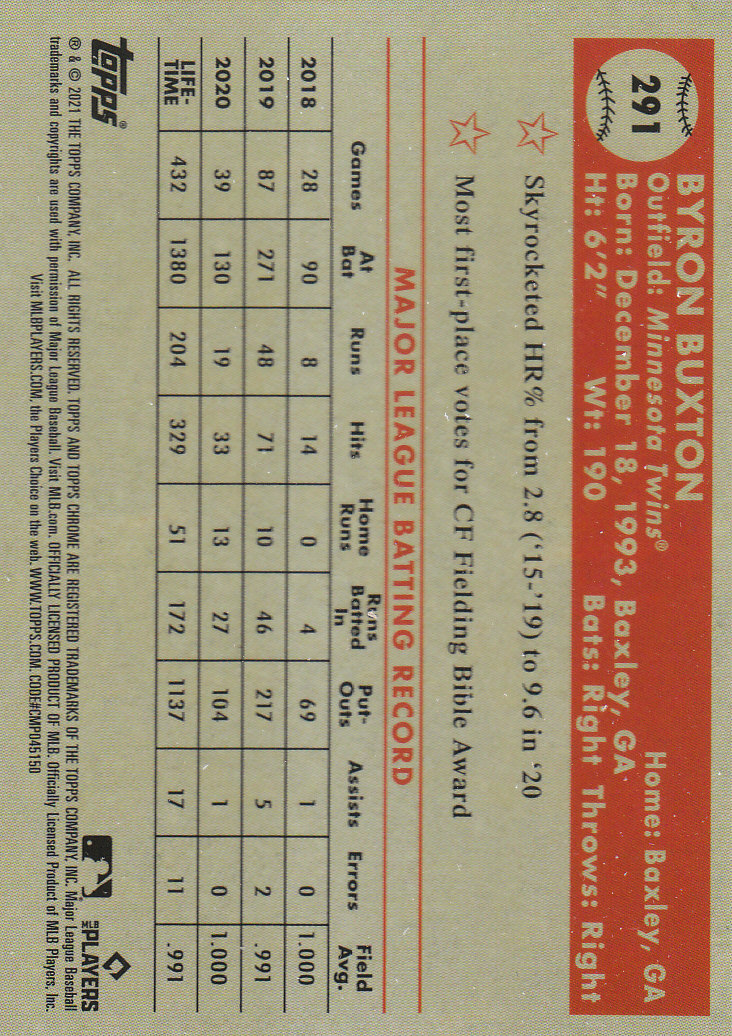 291
BYRON BUXTON
Outfield: Minnesota Twins® Home: Baxley, GA
Born: December 18, 1993, Baxley, GA
Ht: 6'2" Wt: 190 Bats: Right Throws: Right
Skyrocketed HR% from 2.8 ('15-'19) to 9.6 in '20
Most first-place votes for CF Fielding Bible Award
MAJOR LEAGUE BATTING RECORD
Games At Bat Runs Hits Home Runs Runs Batted In Put-Outs Assists Errors Field Avg.
2018 28 90 8 14 0 4 69 1 0 1.000
2019 87 271 48 71 10 46 217 5 2 .991
2020 39 130 19 33 13 27 104 1 0 1.000
LIFE-TIME 432 1380 204 329 51 172 1137 17 11 .991
topps®
MLB PLAYERS
® & © 2021 THE TOPPS COMPANY, INC. ALL RIGHTS RESERVED. TOPPS AND TOPPS CHROME ARE REGISTERED TRADEMARKS OF THE TOPPS COMPANY, INC. Major League Baseball
trademarks and copyrights are used with permission of Major League Baseball. Visit MLB.com. OFFICIALLY LICENSED PRODUCT OF MLB. Officially Licensed Product of MLB Players, Inc.
Visit MLBPLAYERS.COM, the Players Choice on the web. WWW.TOPPS.COM. CODE#CMP045150